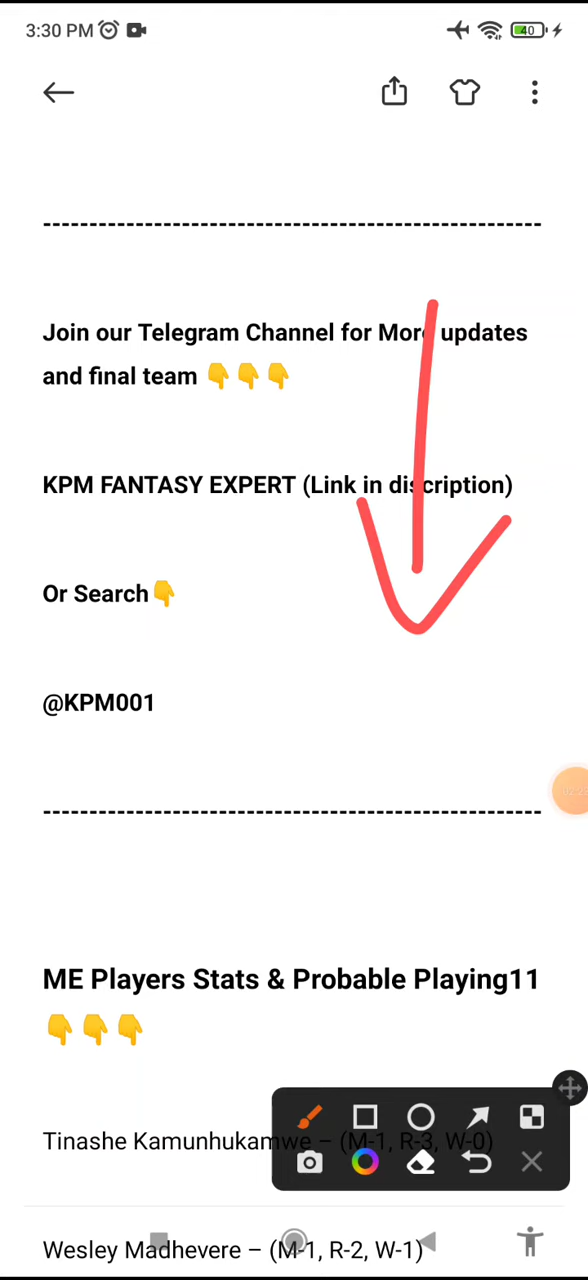 3:30 PM
40
-----------------------------------------------------
Join our Telegram Channel for More updates
and final team 👇👇👇
KPM FANTASY EXPERT (Link in discription)
Or Search👇
@KPM001
-----------------------------------------------------
ME Players Stats & Probable Playing11
👇👇👇
Tinashe Kamunhukamwe – (M-1, R-3, W-0)
Wesley Madhevere – (M-1, R-2, W-1)